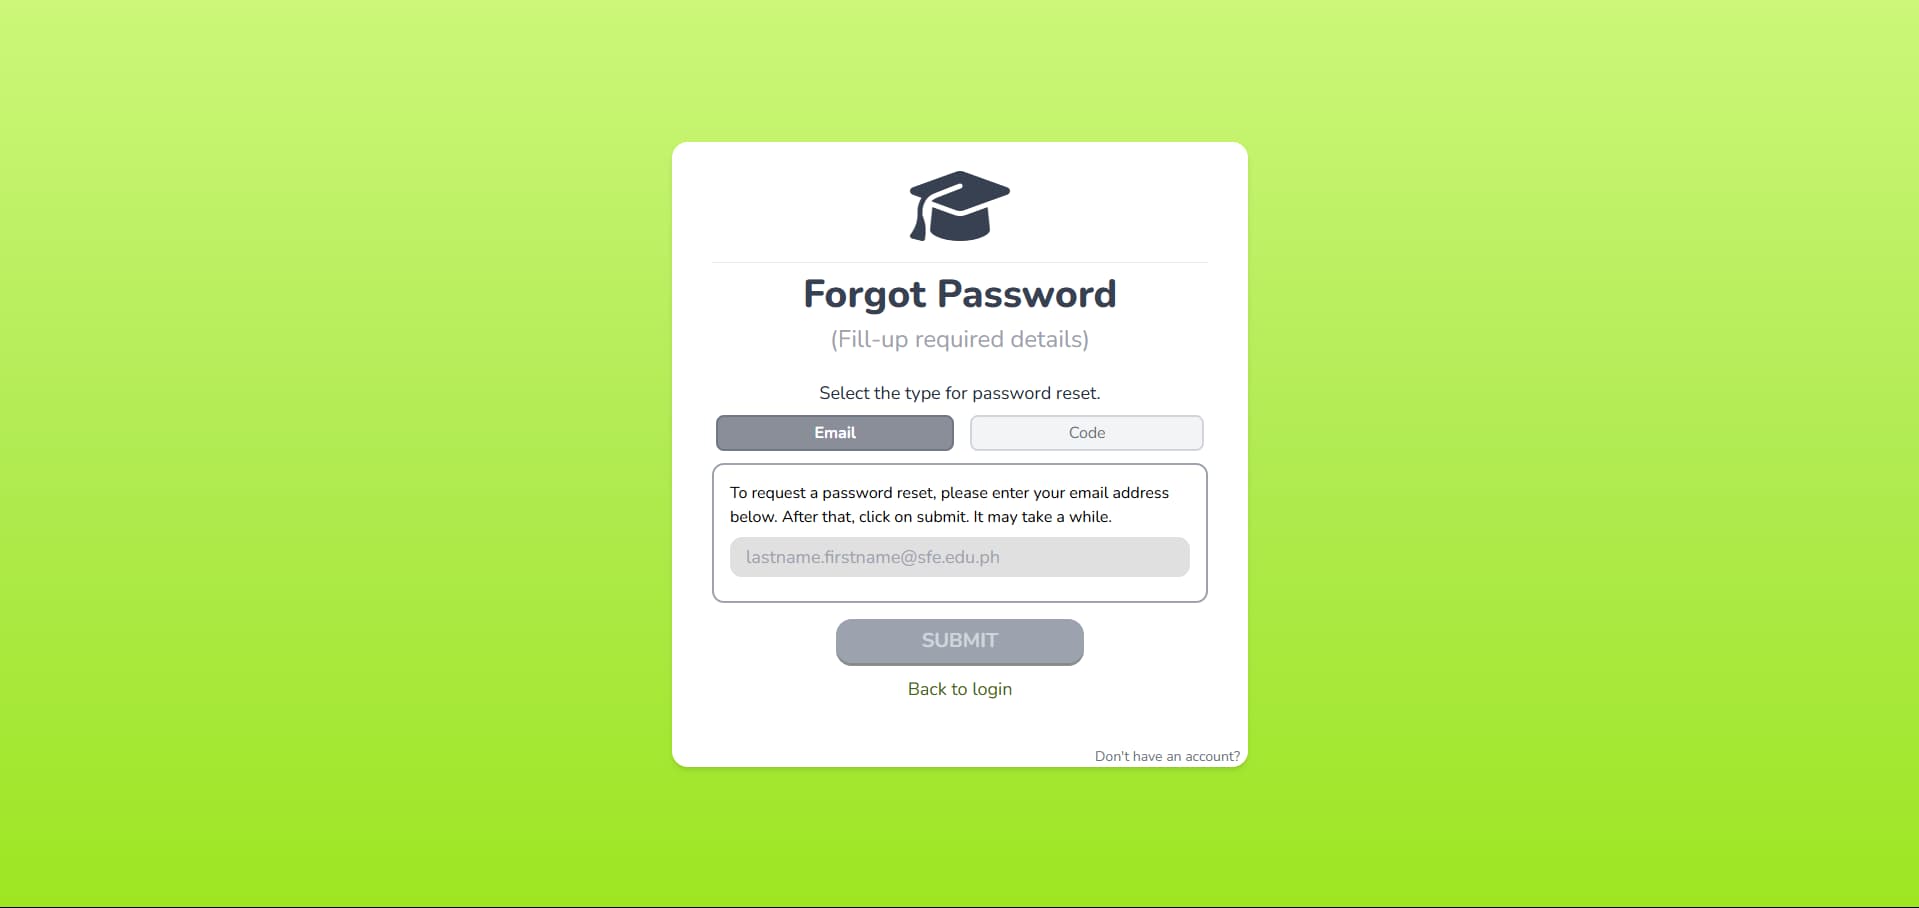 Forgot Password
(Fill-up required details)
Select the type for password reset.
Email
Code
To request a password reset, please enter your email address
below. After that, click on submit. It may take a while.
lastname.firstname@sfe.edu.ph
SUBMIT
Back to login
Don't have an account?